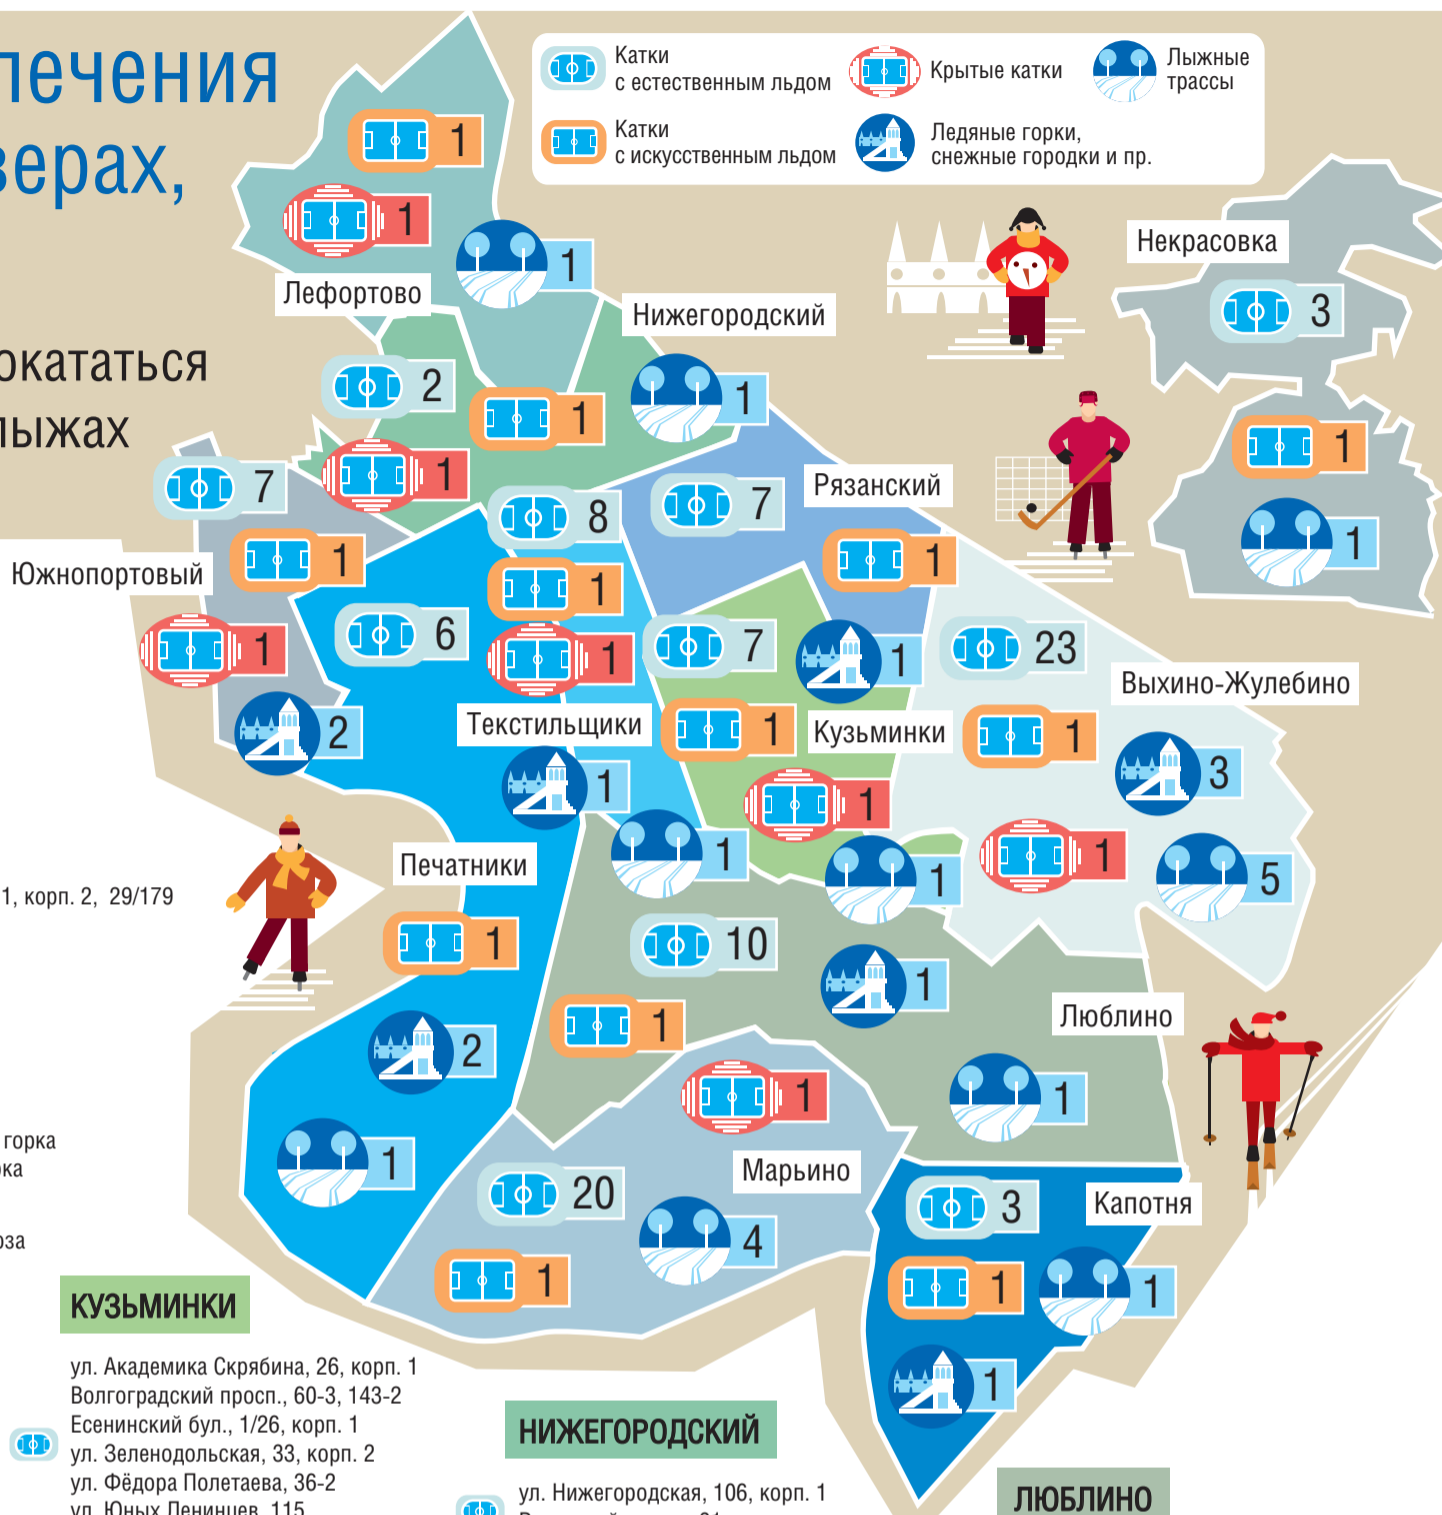 лечения
верах,
окататься
лыжах
Катки
с естественным льдом
Крытые катки
Лыжные
трассы
Катки
с искусственным льдом
Ледяные горки,
снежные городки и пр.
1
1
1
Лефортово
Нижегородский
Некрасовка
3
2
1
1
1
7
1
8
7
Рязанский
1
1
Южнопортовый
1
1
1
6
1
1
7
1
23
2
Текстильщики
1
Кузьминки
1
Выхино-Жулебино
3
1
1
1
1
1
5
Печатники
1, корп. 2, 29/179
1
10
1
1
Люблино
2
1
1
1
Марьино
горка
20
4
3
Капотня
1
1
1
1
КУЗЬМИНКИ
ул. Академика Скрябина, 26, корп. 1
Волгоградский просп., 60-3, 143-2
Есенинский бул., 1/26, корп. 1
ул. Зеленодольская, 33, корп. 2
ул. Фёдора Полетаева, 36-2
ул. Юных Ленинцев, 115
НИЖЕГОРОДСКИЙ
ул. Нижегородская, 106, корп. 1
ЛЮБЛИНО